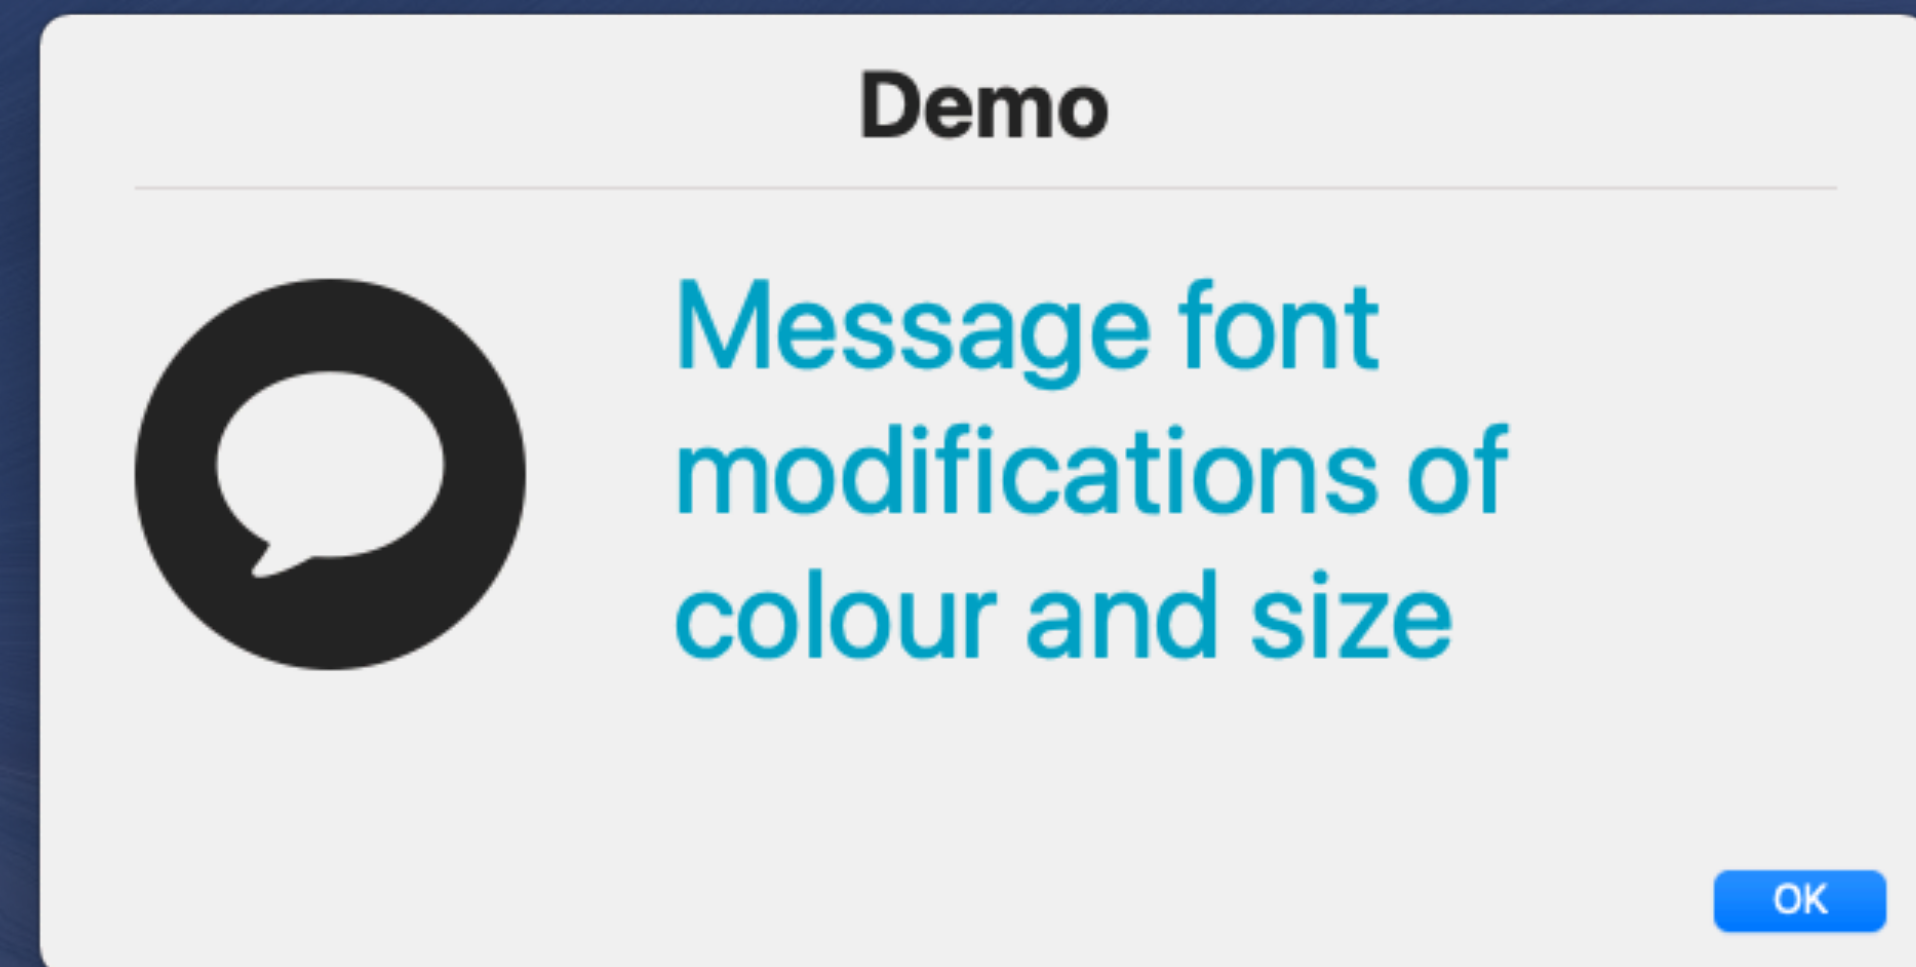 Demo
Message font
modifications of
colour and size
OK